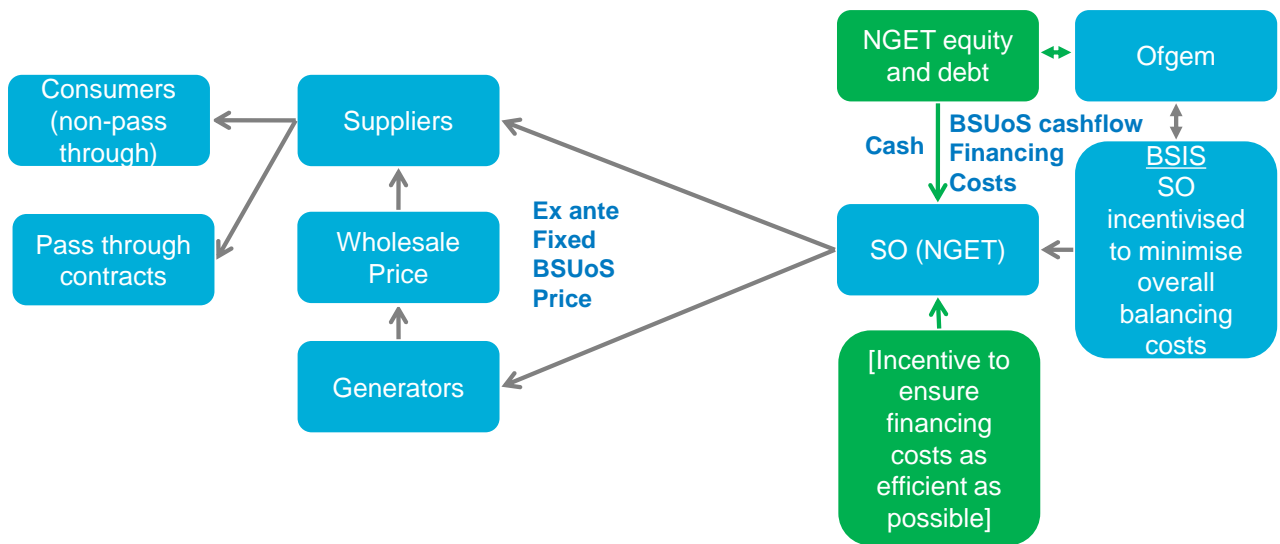 Consumers
(non-pass
through)
Pass through
contracts
Suppliers
Wholesale
Price
Generators
Ex ante
Fixed
BSUoS
Price
NGET equity
and debt
Ofgem
Cash
BSUoS cashflow
Financing
Costs
SO (NGET)
BSIS
SO
incentivised
to minimise
overall
balancing
costs
[Incentive to
ensure
financing
costs as
efficient as
possible]